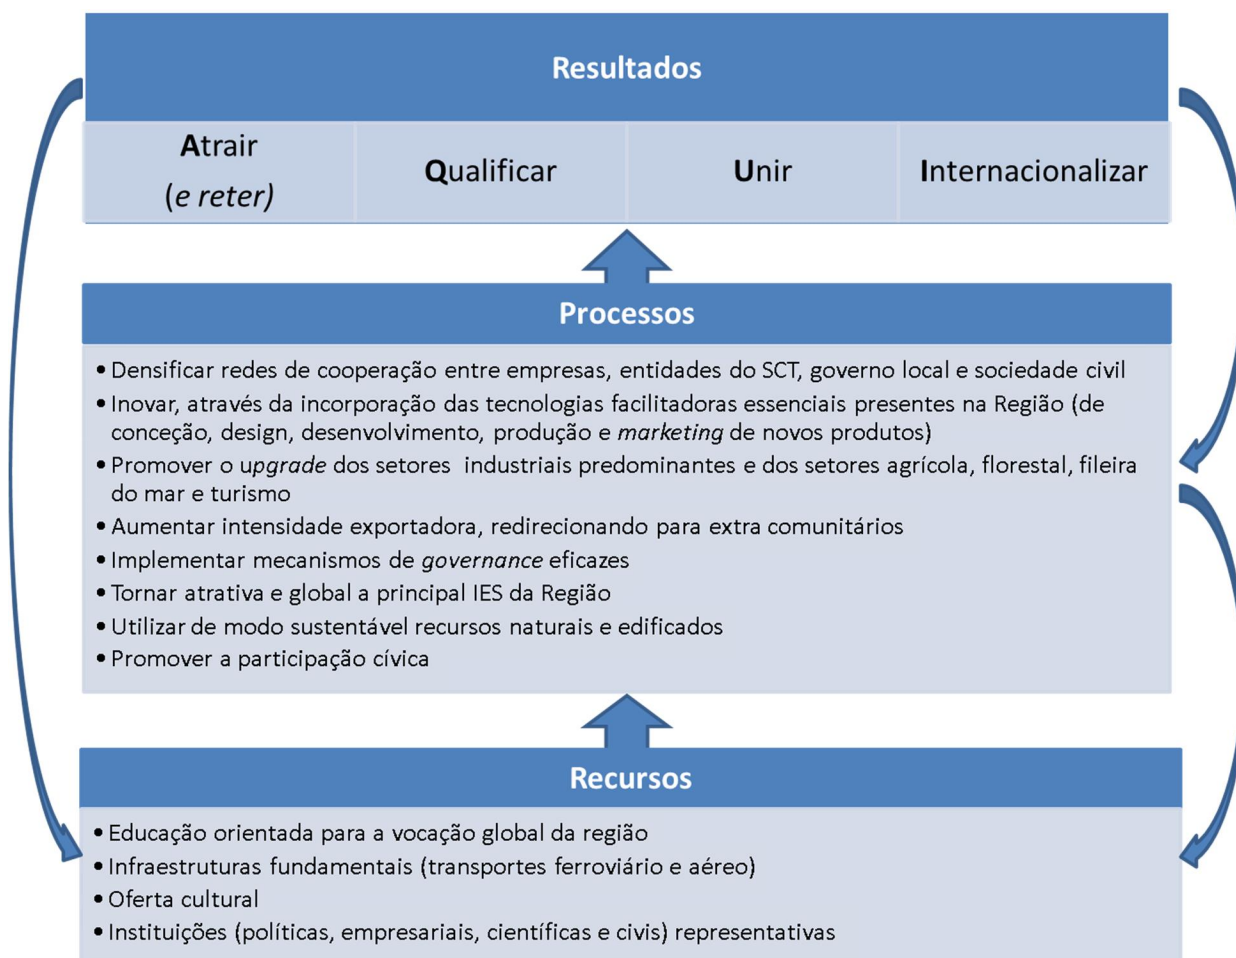 Resultados
Atrair
(e reter)
Qualificar
Unir
Internacionalizar
Processos
• Densificar redes de cooperação entre empresas, entidades do SCT, governo local e sociedade civil
• Inovar, através da incorporação das tecnologias facilitadoras essenciais presentes na Região (de
conceção, design, desenvolvimento, produção e marketing de novos produtos)
• Promover o upgrade dos setores industriais predominantes e dos setores agrícola, florestal, fileira
do mar e turismo
• Aumentar intensidade exportadora, redirecionando para extra comunitários
• Implementar mecanismos de governance eficazes
• Tornar atrativa e global a principal IES da Região
• Utilizar de modo sustentável recursos naturais e edificados
• Promover a participação cívica
Recursos
• Educação orientada para a vocação global da região
• Infraestruturas fundamentais (transportes ferroviário e aéreo)
• Oferta cultural
• Instituições (políticas, empresariais, científicas e civis) representativas